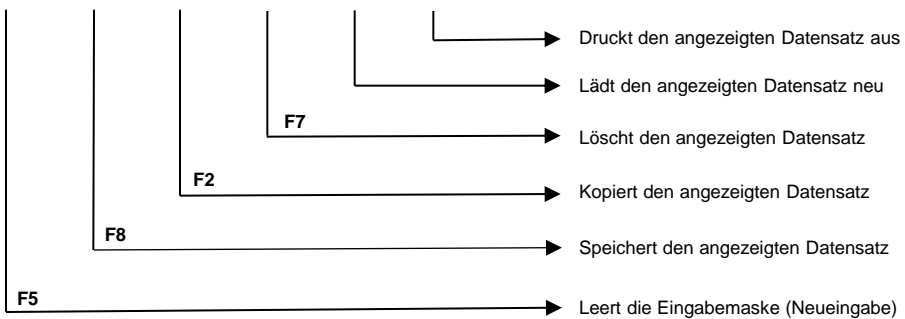 Druckt den angezeigten Datensatz aus
Lädt den angezeigten Datensatz neu
F7
Löscht den angezeigten Datensatz
F2
Kopiert den angezeigten Datensatz
F8
Speichert den angezeigten Datensatz
F5
Leert die Eingabemaske (Neueingabe)